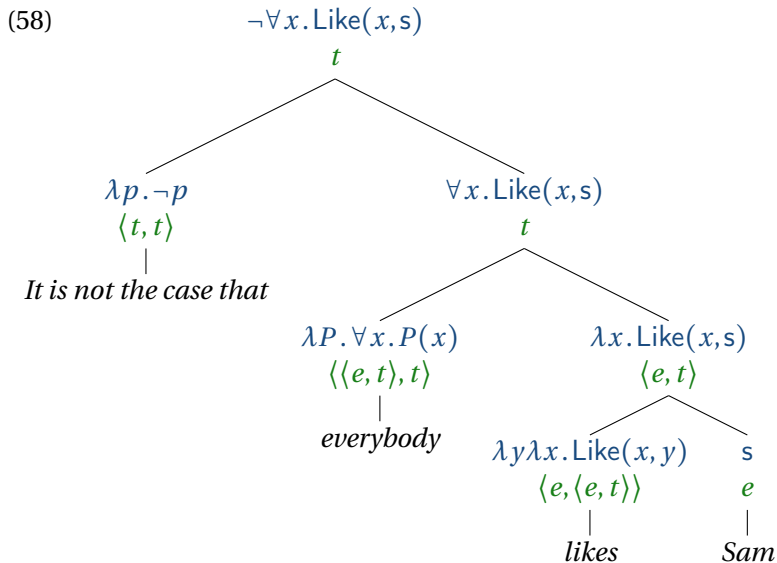 (58) ¬∀x.Like(x,s)
t
λp.¬p ∀x.Like(x,s)
⟨t,t⟩ t
It is not the case that
λP.∀x.P(x) λx.Like(x,s)
⟨⟨e,t⟩,t⟩ ⟨e,t⟩
everybody
λyλx.Like(x,y) s
⟨e,⟨e,t⟩⟩ e
likes Sam